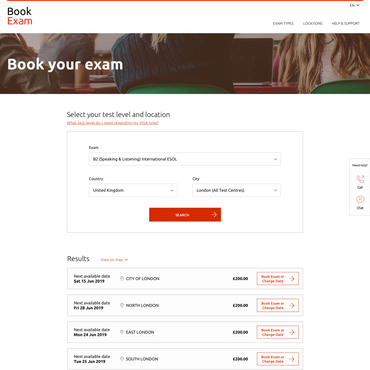 Book
Exam
EN
EXAM TYPES
LOCATIONS
HELP & SUPPORT
Book your exam
Select your test level and location
What test level do I need regarding my VISA type?
Exam
B2 (Speaking & Listening) International ESOL
Country
City
United Kingdom
London (All Test Centres)
SEARCH
Need help?
Call
Chat
Results
View on map
Next available date
Sat 15 Jun 2019
CITY OF LONDON
£200.00
Book Exam or
Change Date
Next available date
Fri 28 Jun 2019
NORTH LONDON
£200.00
Book Exam or
Change Date
Next available date
Mon 24 Jun 2019
EAST LONDON
£200.00
Book Exam or
Change Date
Next available date
Tue 25 Jun 2019
SOUTH LONDON
£200.00
Book Exam or
Change Date